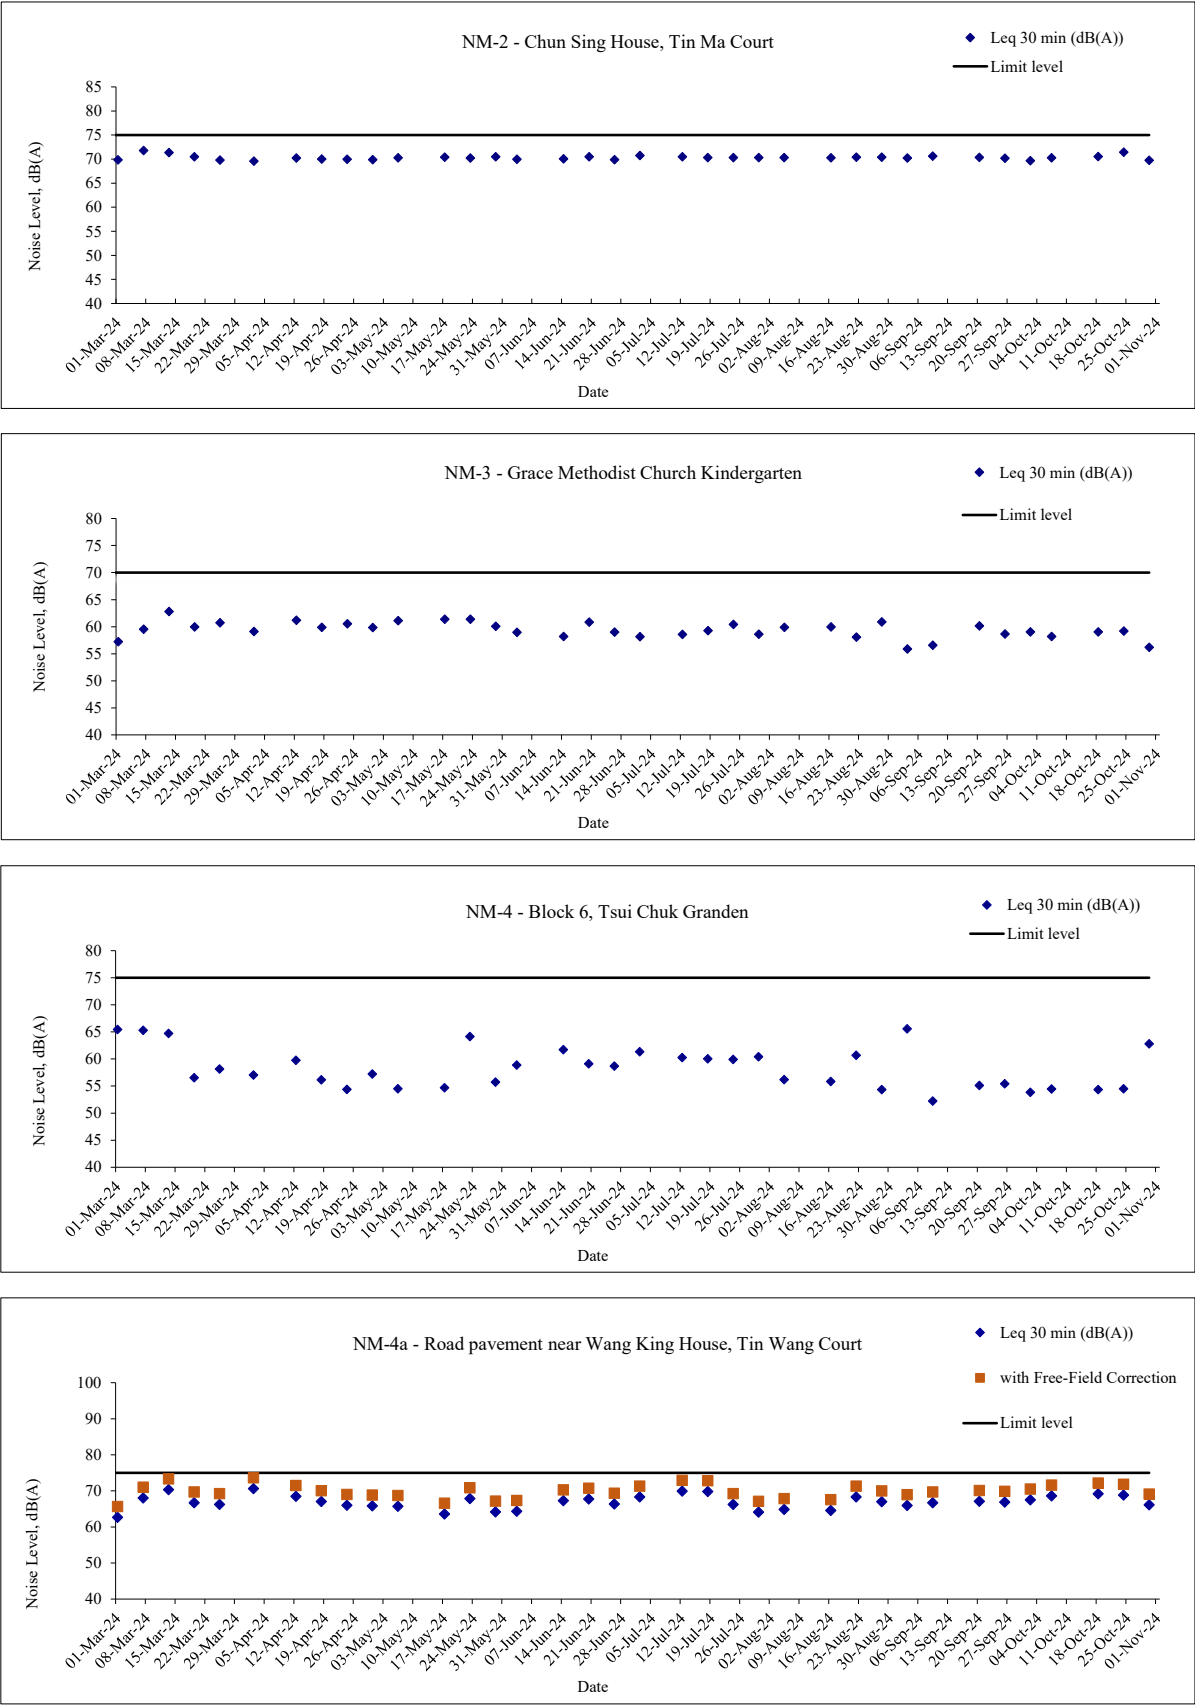 NM-2 - Chun Sing House, Tin Ma Court
Leq 30 min (dB(A))
Limit level
Noise Level, dB(A)
85
80
75
70
65
60
55
50
45
40
01-Mar-24
08-Mar-24
15-Mar-24
22-Mar-24
29-Mar-24
05-Apr-24
12-Apr-24
19-Apr-24
26-Apr-24
03-May-24
10-May-24
17-May-24
24-May-24
31-May-24
07-Jun-24
14-Jun-24
21-Jun-24
28-Jun-24
05-Jul-24
12-Jul-24
19-Jul-24
26-Jul-24
02-Aug-24
09-Aug-24
16-Aug-24
23-Aug-24
30-Aug-24
06-Sep-24
13-Sep-24
20-Sep-24
27-Sep-24
04-Oct-24
11-Oct-24
18-Oct-24
25-Oct-24
01-Nov-24
Date
NM-3 - Grace Methodist Church Kindergarten
Leq 30 min (dB(A))
Limit level
Noise Level, dB(A)
80
75
70
65
60
55
50
45
40
01-Mar-24
08-Mar-24
15-Mar-24
22-Mar-24
29-Mar-24
05-Apr-24
12-Apr-24
19-Apr-24
26-Apr-24
03-May-24
10-May-24
17-May-24
24-May-24
31-May-24
07-Jun-24
14-Jun-24
21-Jun-24
28-Jun-24
05-Jul-24
12-Jul-24
19-Jul-24
26-Jul-24
02-Aug-24
09-Aug-24
16-Aug-24
23-Aug-24
30-Aug-24
06-Sep-24
13-Sep-24
20-Sep-24
27-Sep-24
04-Oct-24
11-Oct-24
18-Oct-24
25-Oct-24
01-Nov-24
Date
NM-4 - Block 6, Tsui Chuk Granden
Leq 30 min (dB(A))
Limit level
Noise Level, dB(A)
80
75
70
65
60
55
50
45
40
01-Mar-24
08-Mar-24
15-Mar-24
22-Mar-24
29-Mar-24
05-Apr-24
12-Apr-24
19-Apr-24
26-Apr-24
03-May-24
10-May-24
17-May-24
24-May-24
31-May-24
07-Jun-24
14-Jun-24
21-Jun-24
28-Jun-24
05-Jul-24
12-Jul-24
19-Jul-24
26-Jul-24
02-Aug-24
09-Aug-24
16-Aug-24
23-Aug-24
30-Aug-24
06-Sep-24
13-Sep-24
20-Sep-24
27-Sep-24
04-Oct-24
11-Oct-24
18-Oct-24
25-Oct-24
01-Nov-24
Date
NM-4a - Road pavement near Wang King House, Tin Wang Court
Leq 30 min (dB(A))
with Free-Field Correction
Limit level
Noise Level, dB(A)
100
90
80
70
60
50
40
01-Mar-24
08-Mar-24
15-Mar-24
22-Mar-24
29-Mar-24
05-Apr-24
12-Apr-24
19-Apr-24
26-Apr-24
03-May-24
10-May-24
17-May-24
24-May-24
31-May-24
07-Jun-24
14-Jun-24
21-Jun-24
28-Jun-24
05-Jul-24
12-Jul-24
19-Jul-24
26-Jul-24
02-Aug-24
09-Aug-24
16-Aug-24
23-Aug-24
30-Aug-24
06-Sep-24
13-Sep-24
20-Sep-24
27-Sep-24
04-Oct-24
11-Oct-24
18-Oct-24
25-Oct-24
01-Nov-24
Date